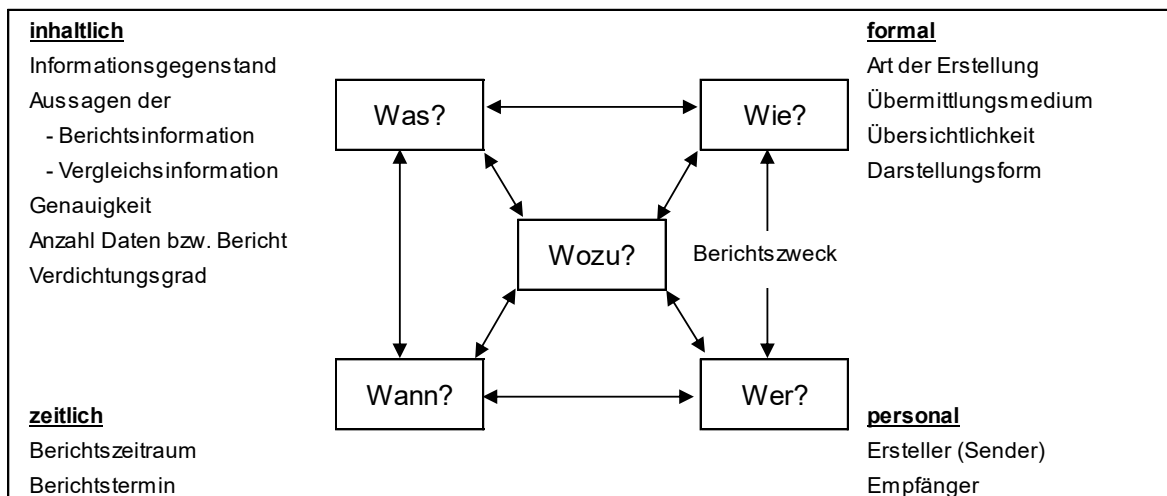 inhaltlich
Informationsgegenstand
Aussagen der
- Berichtsinformation
- Vergleichsinformation
Genauigkeit
Anzahl Daten bzw. Bericht
Verdichtungsgrad
Was?
Wie?
formal
Art der Erstellung
Übermittlungsmedium
Übersichtlichkeit
Darstellungsform
Wozu?
Berichtszweck
Wann?
Wer?
zeitlich
Berichtszeitraum
Berichtstermin
personal
Ersteller (Sender)
Empfänger